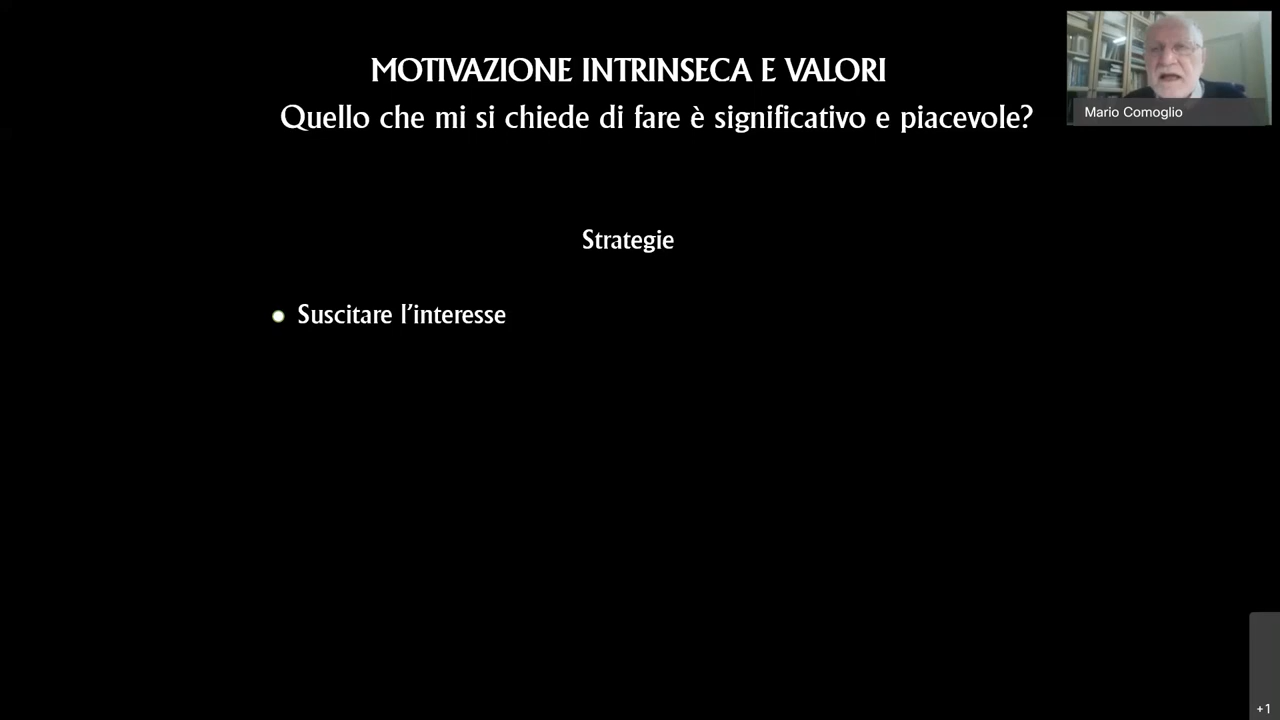 MOTIVAZIONE INTRINSECA E VALORI
Quello che mi si chiede di fare è significativo e piacevole?
Mario Comoglio
Strategie
Suscitare l’interesse
+1